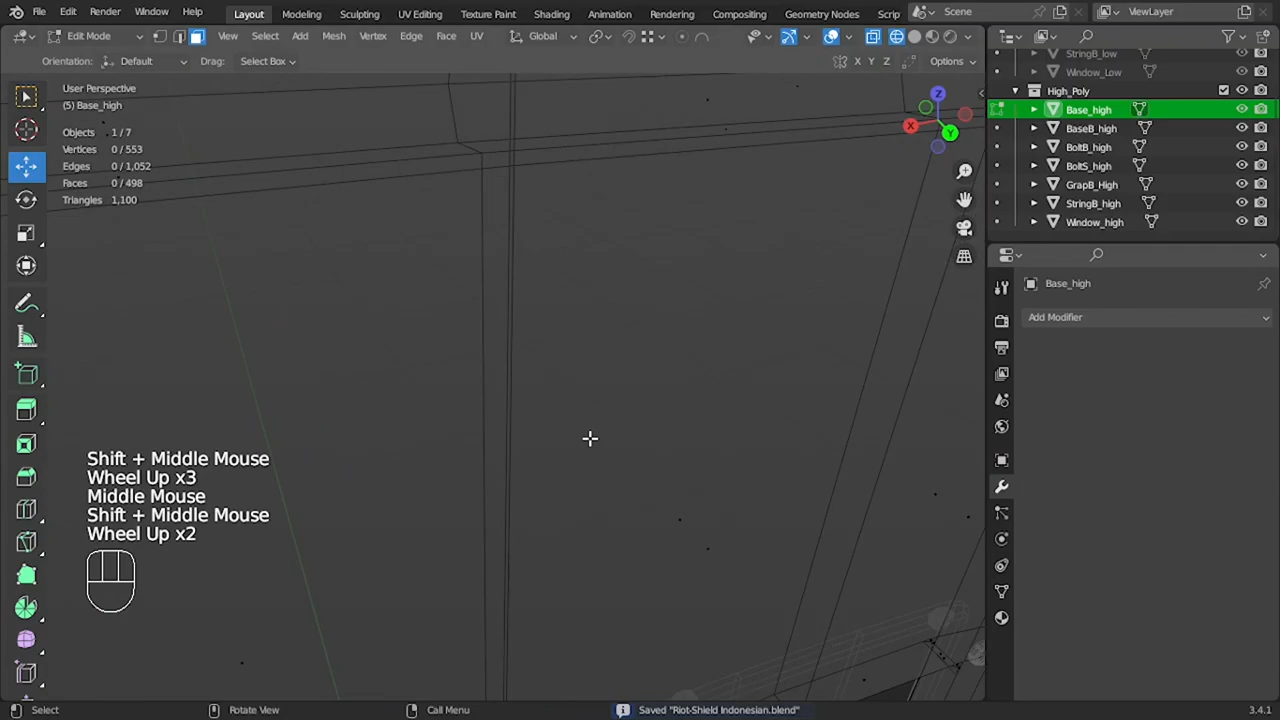 File Edit Render Window Help Layout Modeling Sculpting UV Editing Texture Paint Shading Animation Rendering Compositing Geometry Nodes Scrip Scene ViewLayer
Edit Mode View Select Add Mesh Vertex Edge Face UV Global
Orientation: Default Drag: Select Box X Y Z Options
User Perspective
(5) Base_high
Objects 1 / 7
Vertices 0 / 553
Edges 0 / 1,052
Faces 0 / 498
Triangles 1,100
Z
X
Y
StringB_low
Window_Low
High_Poly
Base_high
BaseB_high
BoltB_high
BoltS_high
GrapB_High
StringB_high
Window_high
Base_high
Add Modifier
Shift + Middle Mouse
Wheel Up x3
Middle Mouse
Shift + Middle Mouse
Wheel Up x2
Select Rotate View Call Menu Saved "Riot-Shield Indonesian.blend" 3.4.1